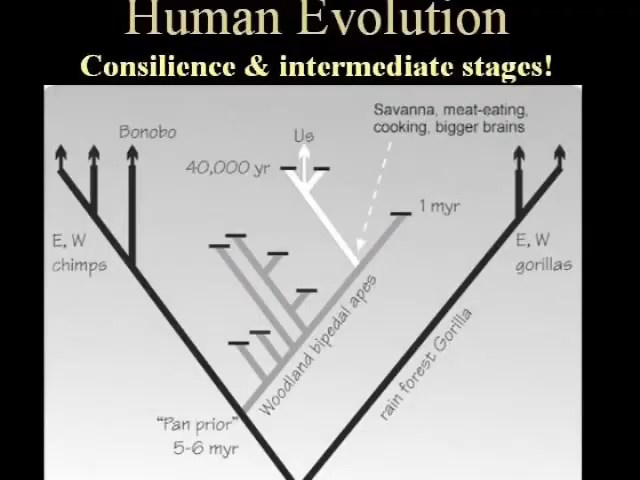 Human Evolution
Consilience & intermediate stages!
Savanna, meat-eating,
cooking, bigger brains
Bonobo
Us
40,000 yr
1 myr
E, W
chimps
E, W
gorillas
Woodland bipedal apes
rain forest Gorilla
"Pan prior"
5-6 myr